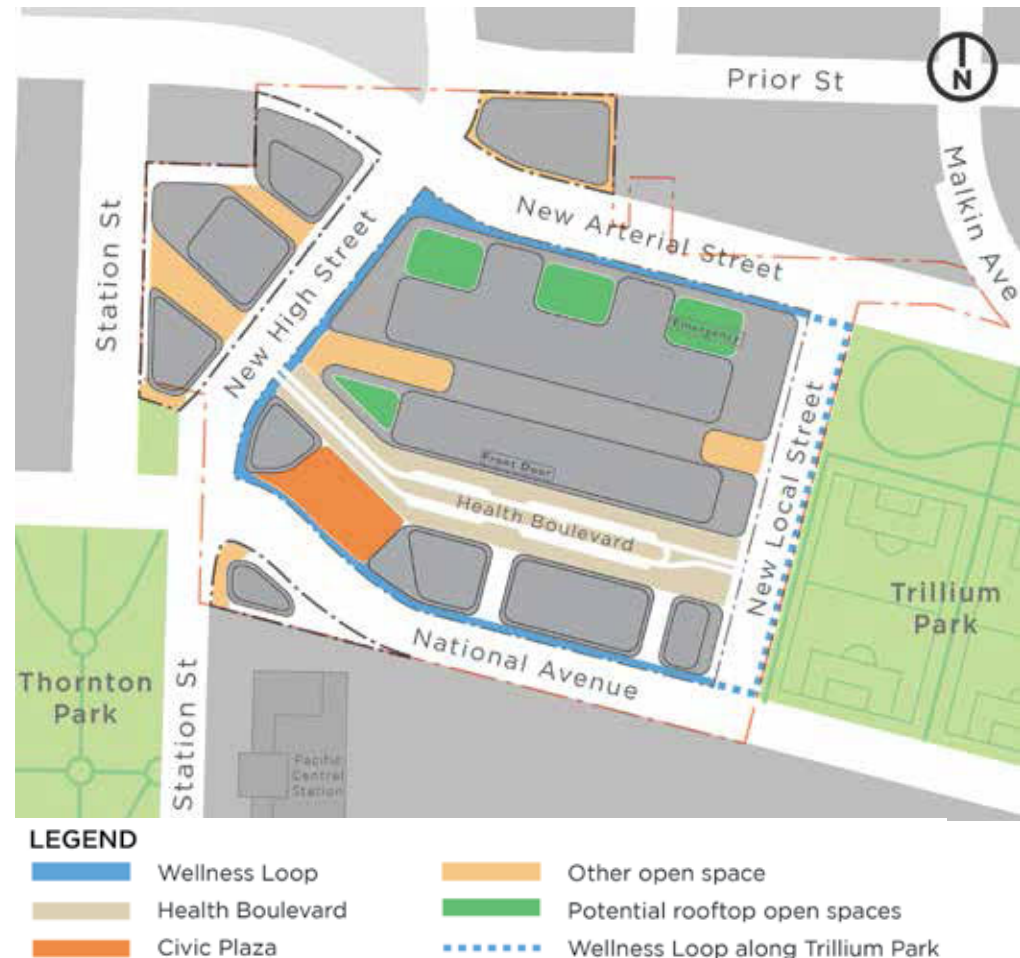 N
Prior St
Malkin Ave
New Arterial Street
Station St
New High Street
Emergency
New Local Street
Front Door
Health Boulevard
Trillium
Park
National Avenue
Thornton
Park
Station St
Pacific
Central
Station
LEGEND
Wellness Loop
Other open space
Health Boulevard
Potential rooftop open spaces
Civic Plaza
Wellness Loop along Trillium Park